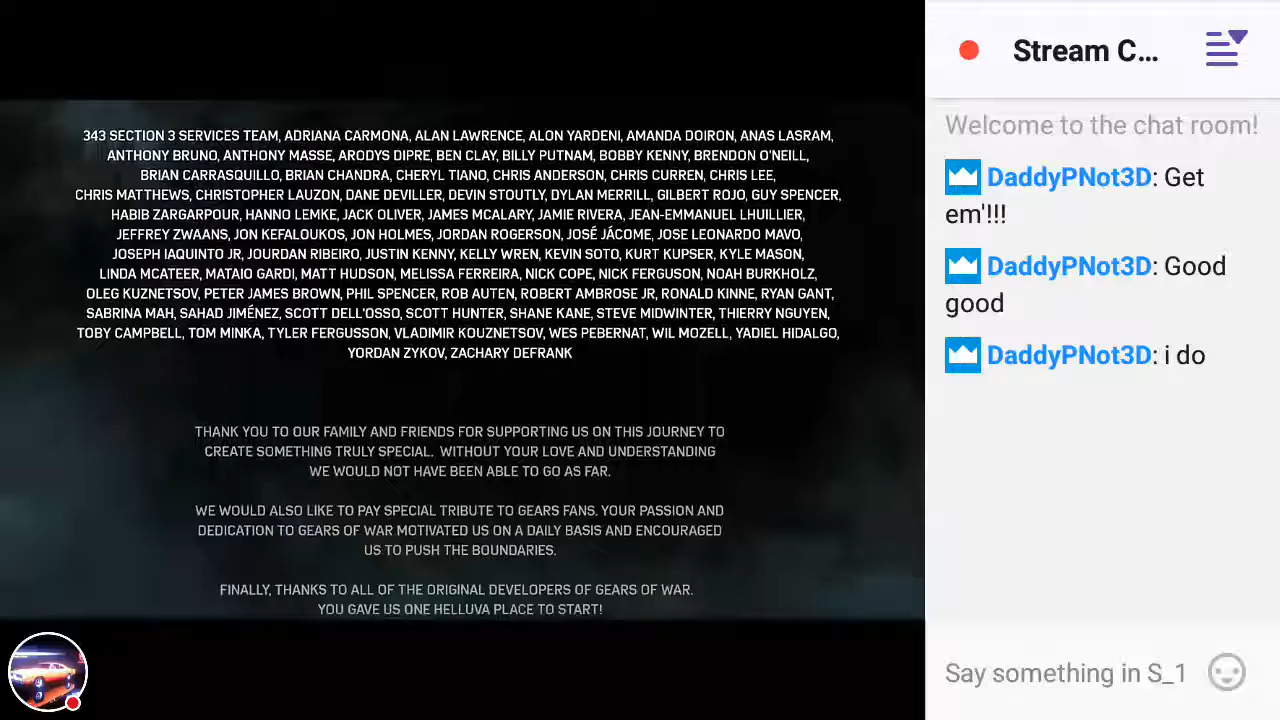 343 SECTION 3 SERVICES TEAM, ADRIANA CARMONA, ALAN LAWRENCE, ALON YARDENI, AMANDA DOIRON, ANAS LASRAM,
ANTHONY BRUNO, ANTHONY MASSE, ARODYS DIPRE, BEN CLAY, BILLY PUTNAM, BOBBY KENNY, BRENDON O'NEILL,
BRIAN CARRASQUILLO, BRIAN CHANDRA, CHERYL TIANO, CHRIS ANDERSON, CHRIS CURREN, CHRIS LEE,
CHRIS MATTHEWS, CHRISTOPHER LAUZON, DANE DEVILLER, DEVIN STOUTLY, DYLAN MERRILL, GILBERT ROJO, GUY SPENCER,
HABIB ZARGARPOUR, HANNO LEMKE, JACK OLIVER, JAMES MCALARY, JAMIE RIVERA, JEAN-EMMANUEL LHUILLIER,
JEFFREY ZWAANS, JON KEFALOUKOS, JON HOLMES, JORDAN ROGERSON, JOSÉ JÁCOME, JOSE LEONARDO MAVO,
JOSEPH IAQUINTO JR, JOURDAN RIBEIRO, JUSTIN KENNY, KELLY WREN, KEVIN SOTO, KURT KUPSER, KYLE MASON,
LINDA MCATEER, MATAIO GARDI, MATT HUDSON, MELISSA FERREIRA, NICK COPE, NICK FERGUSON, NOAH BURKHOLZ,
OLEG KUZNETSOV, PETER JAMES BROWN, PHIL SPENCER, ROB AUTEN, ROBERT AMBROSE JR, RONALD KINNE, RYAN GANT,
SABRINA MAH, SAHAD JIMÉNEZ, SCOTT DELL'OSSO, SCOTT HUNTER, SHANE KANE, STEVE MIDWINTER, THIERRY NGUYEN,
TOBY CAMPBELL, TOM MINKA, TYLER FERGUSSON, VLADIMIR KOUZNETSOV, WES PEBERNAT, WIL MOZELL, YADIEL HIDALGO,
YORDAN ZYKOV, ZACHARY DEFRANK
THANK YOU TO OUR FAMILY AND FRIENDS FOR SUPPORTING US ON THIS JOURNEY TO
CREATE SOMETHING TRULY SPECIAL. WITHOUT YOUR LOVE AND UNDERSTANDING
WE WOULD NOT HAVE BEEN ABLE TO GO AS FAR.
WE WOULD ALSO LIKE TO PAY SPECIAL TRIBUTE TO GEARS FANS. YOUR PASSION AND
DEDICATION TO GEARS OF WAR MOTIVATED US ON A DAILY BASIS AND ENCOURAGED
US TO PUSH THE BOUNDARIES.
FINALLY, THANKS TO ALL OF THE ORIGINAL DEVELOPERS OF GEARS OF WAR.
YOU GAVE US ONE HELLUVA PLACE TO START!
Stream C...
Welcome to the chat room!
DaddyPNot3D: Get
em'!!!
DaddyPNot3D: Good
good
DaddyPNot3D: i do
Say something in S_1